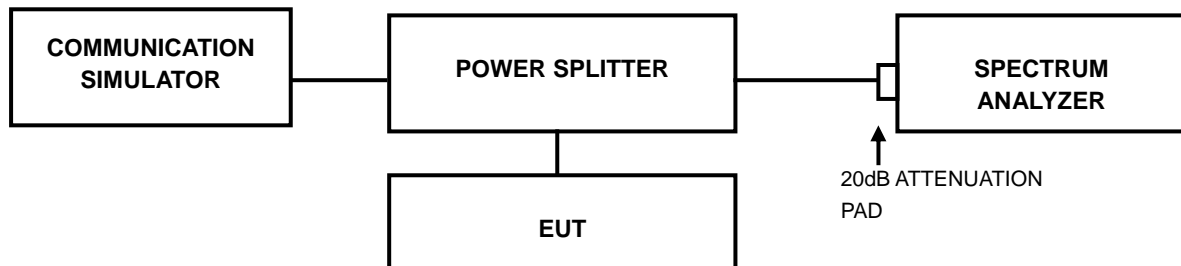 COMMUNICATION
SIMULATOR
POWER SPLITTER
SPECTRUM
ANALYZER
20dB ATTENUATION
PAD
EUT